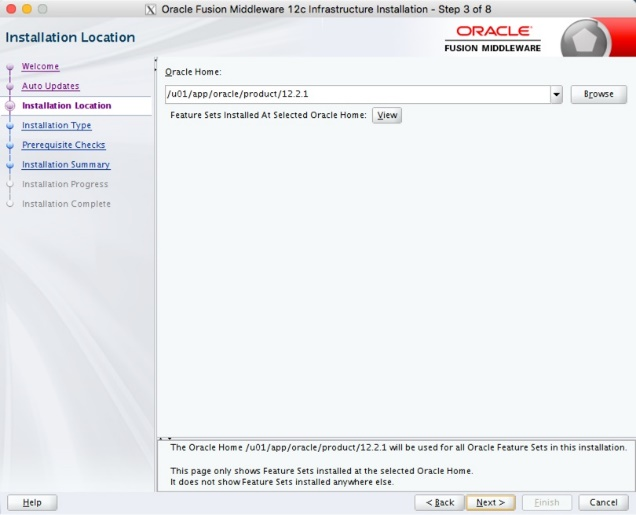 Oracle Fusion Middleware 12c Infrastructure Installation - Step 3 of 8
Installation Location
ORACLE
FUSION MIDDLEWARE
Welcome
Auto Updates
Installation Location
Installation Type
Prerequisite Checks
Installation Summary
Installation Progress
Installation Complete
Oracle Home:
/u01/app/oracle/product/12.2.1
Browse
Feature Sets Installed At Selected Oracle Home: View
The Oracle Home /u01/app/oracle/product/12.2.1 will be used for all Oracle Feature Sets in this installation.
This page only shows Feature Sets installed at the selected Oracle Home.
It does not show Feature Sets installed anywhere else.
Help
< Back
Next >
Finish
Cancel